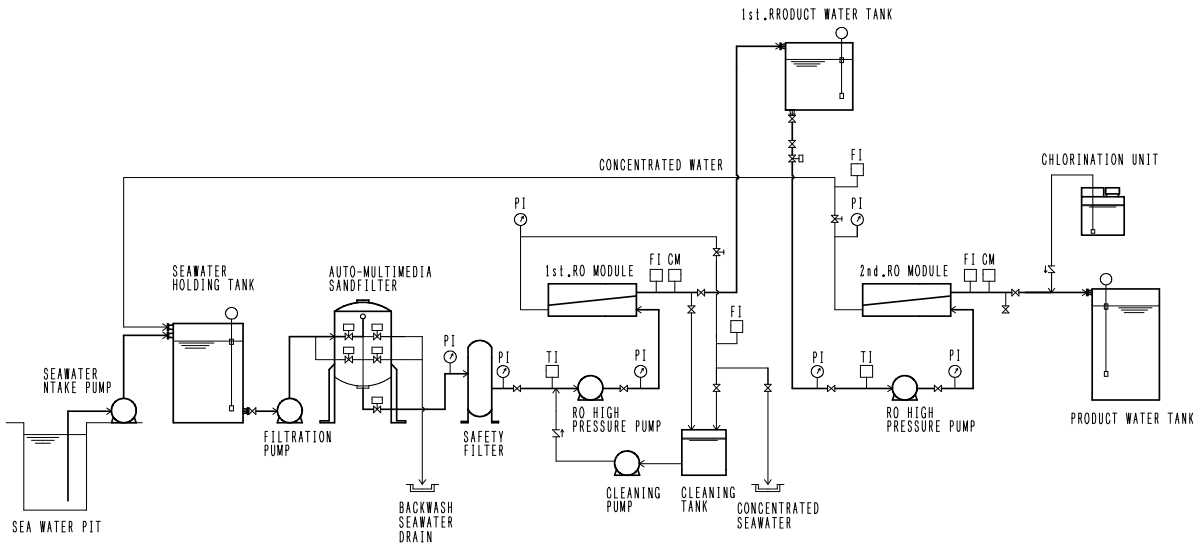 1st.RRODUCT WATER TANK
CONCENTRATED WATER
FI
CHLORINATION UNIT
PI
PI
SEAWATER
HOLDING TANK
AUTO-MULTIMEDIA
SANDFILTER
1st.RO MODULE
FI CM
2nd.RO MODULE
FI CM
FI
PI
PI
TI
PI
PI
TI
PI
SEAWATER
NTAKE PUMP
RO HIGH
PRESSURE PUMP
RO HIGH
PRESSURE PUMP
PRODUCT WATER TANK
FILTRATION
PUMP
SAFETY
FILTER
CLEANING
PUMP
CLEANING
TANK
CONCENTRATED
SEAWATER
BACKWASH
SEAWATER
DRAIN
SEA WATER PIT